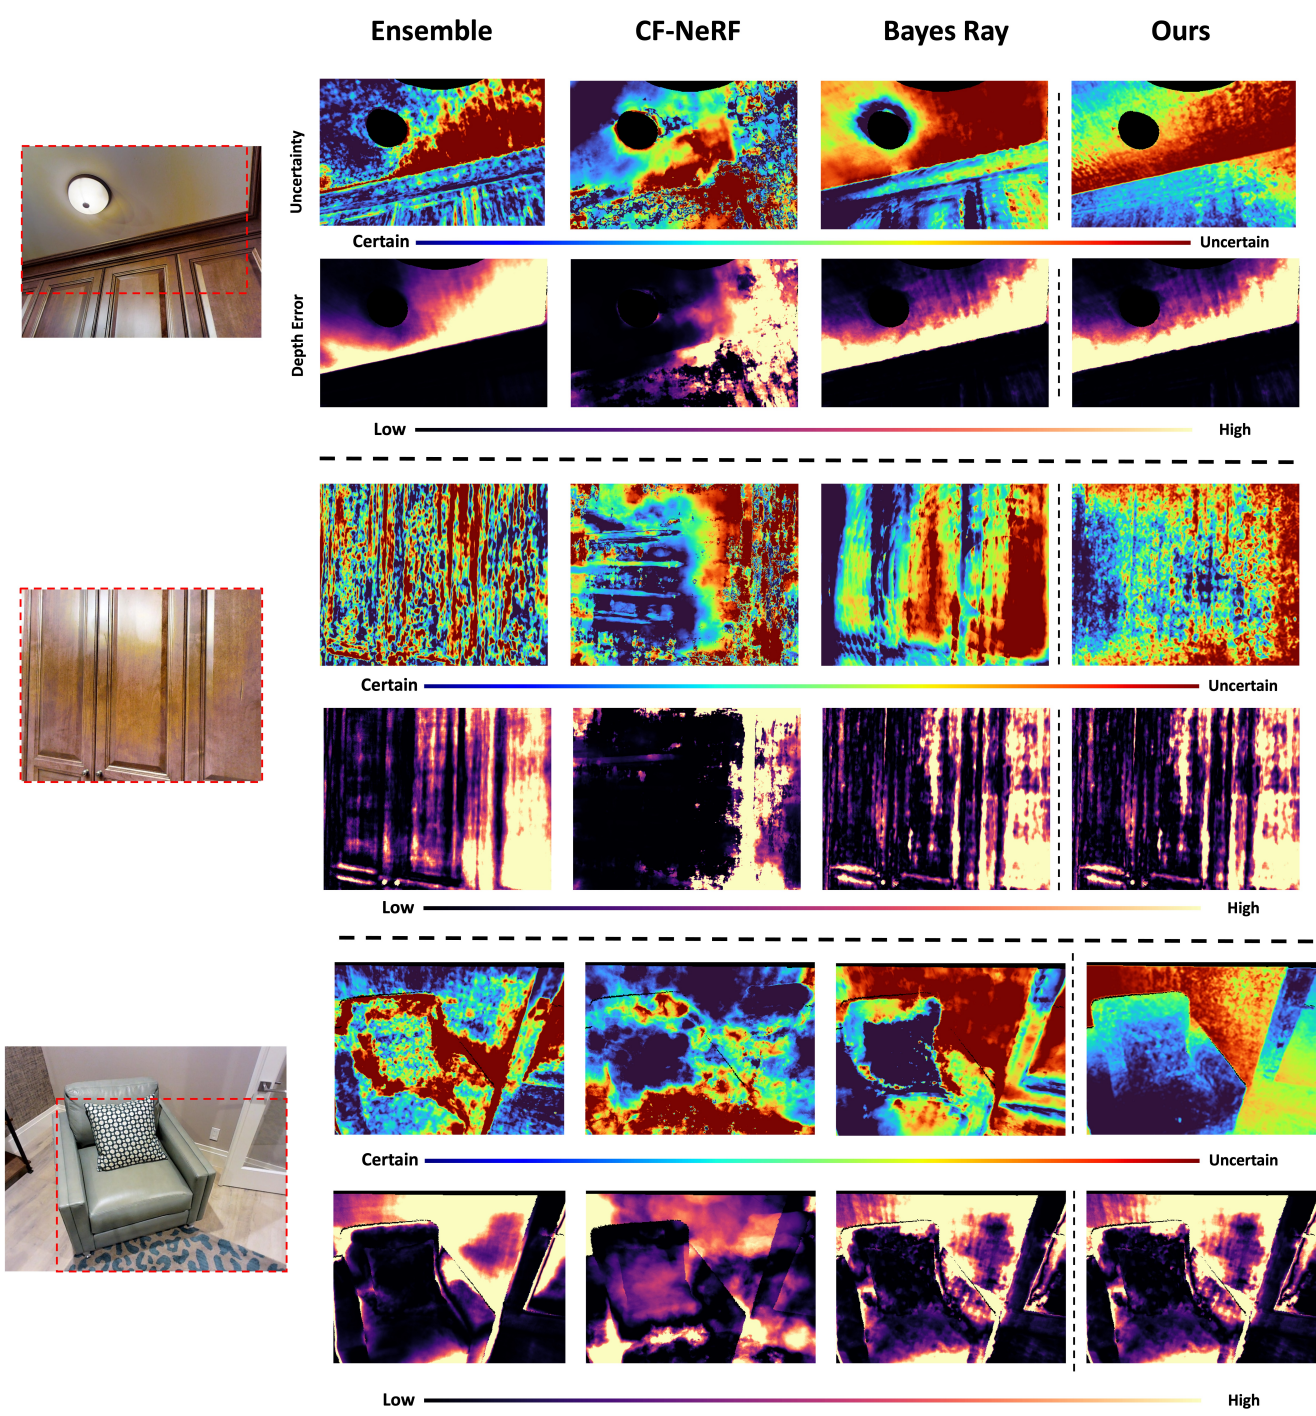 Ensemble CF-NeRF Bayes Ray Ours
Uncertainty
Certain Uncertain
Depth Error
Low High
Certain Uncertain
Low High
Certain Uncertain
Low High